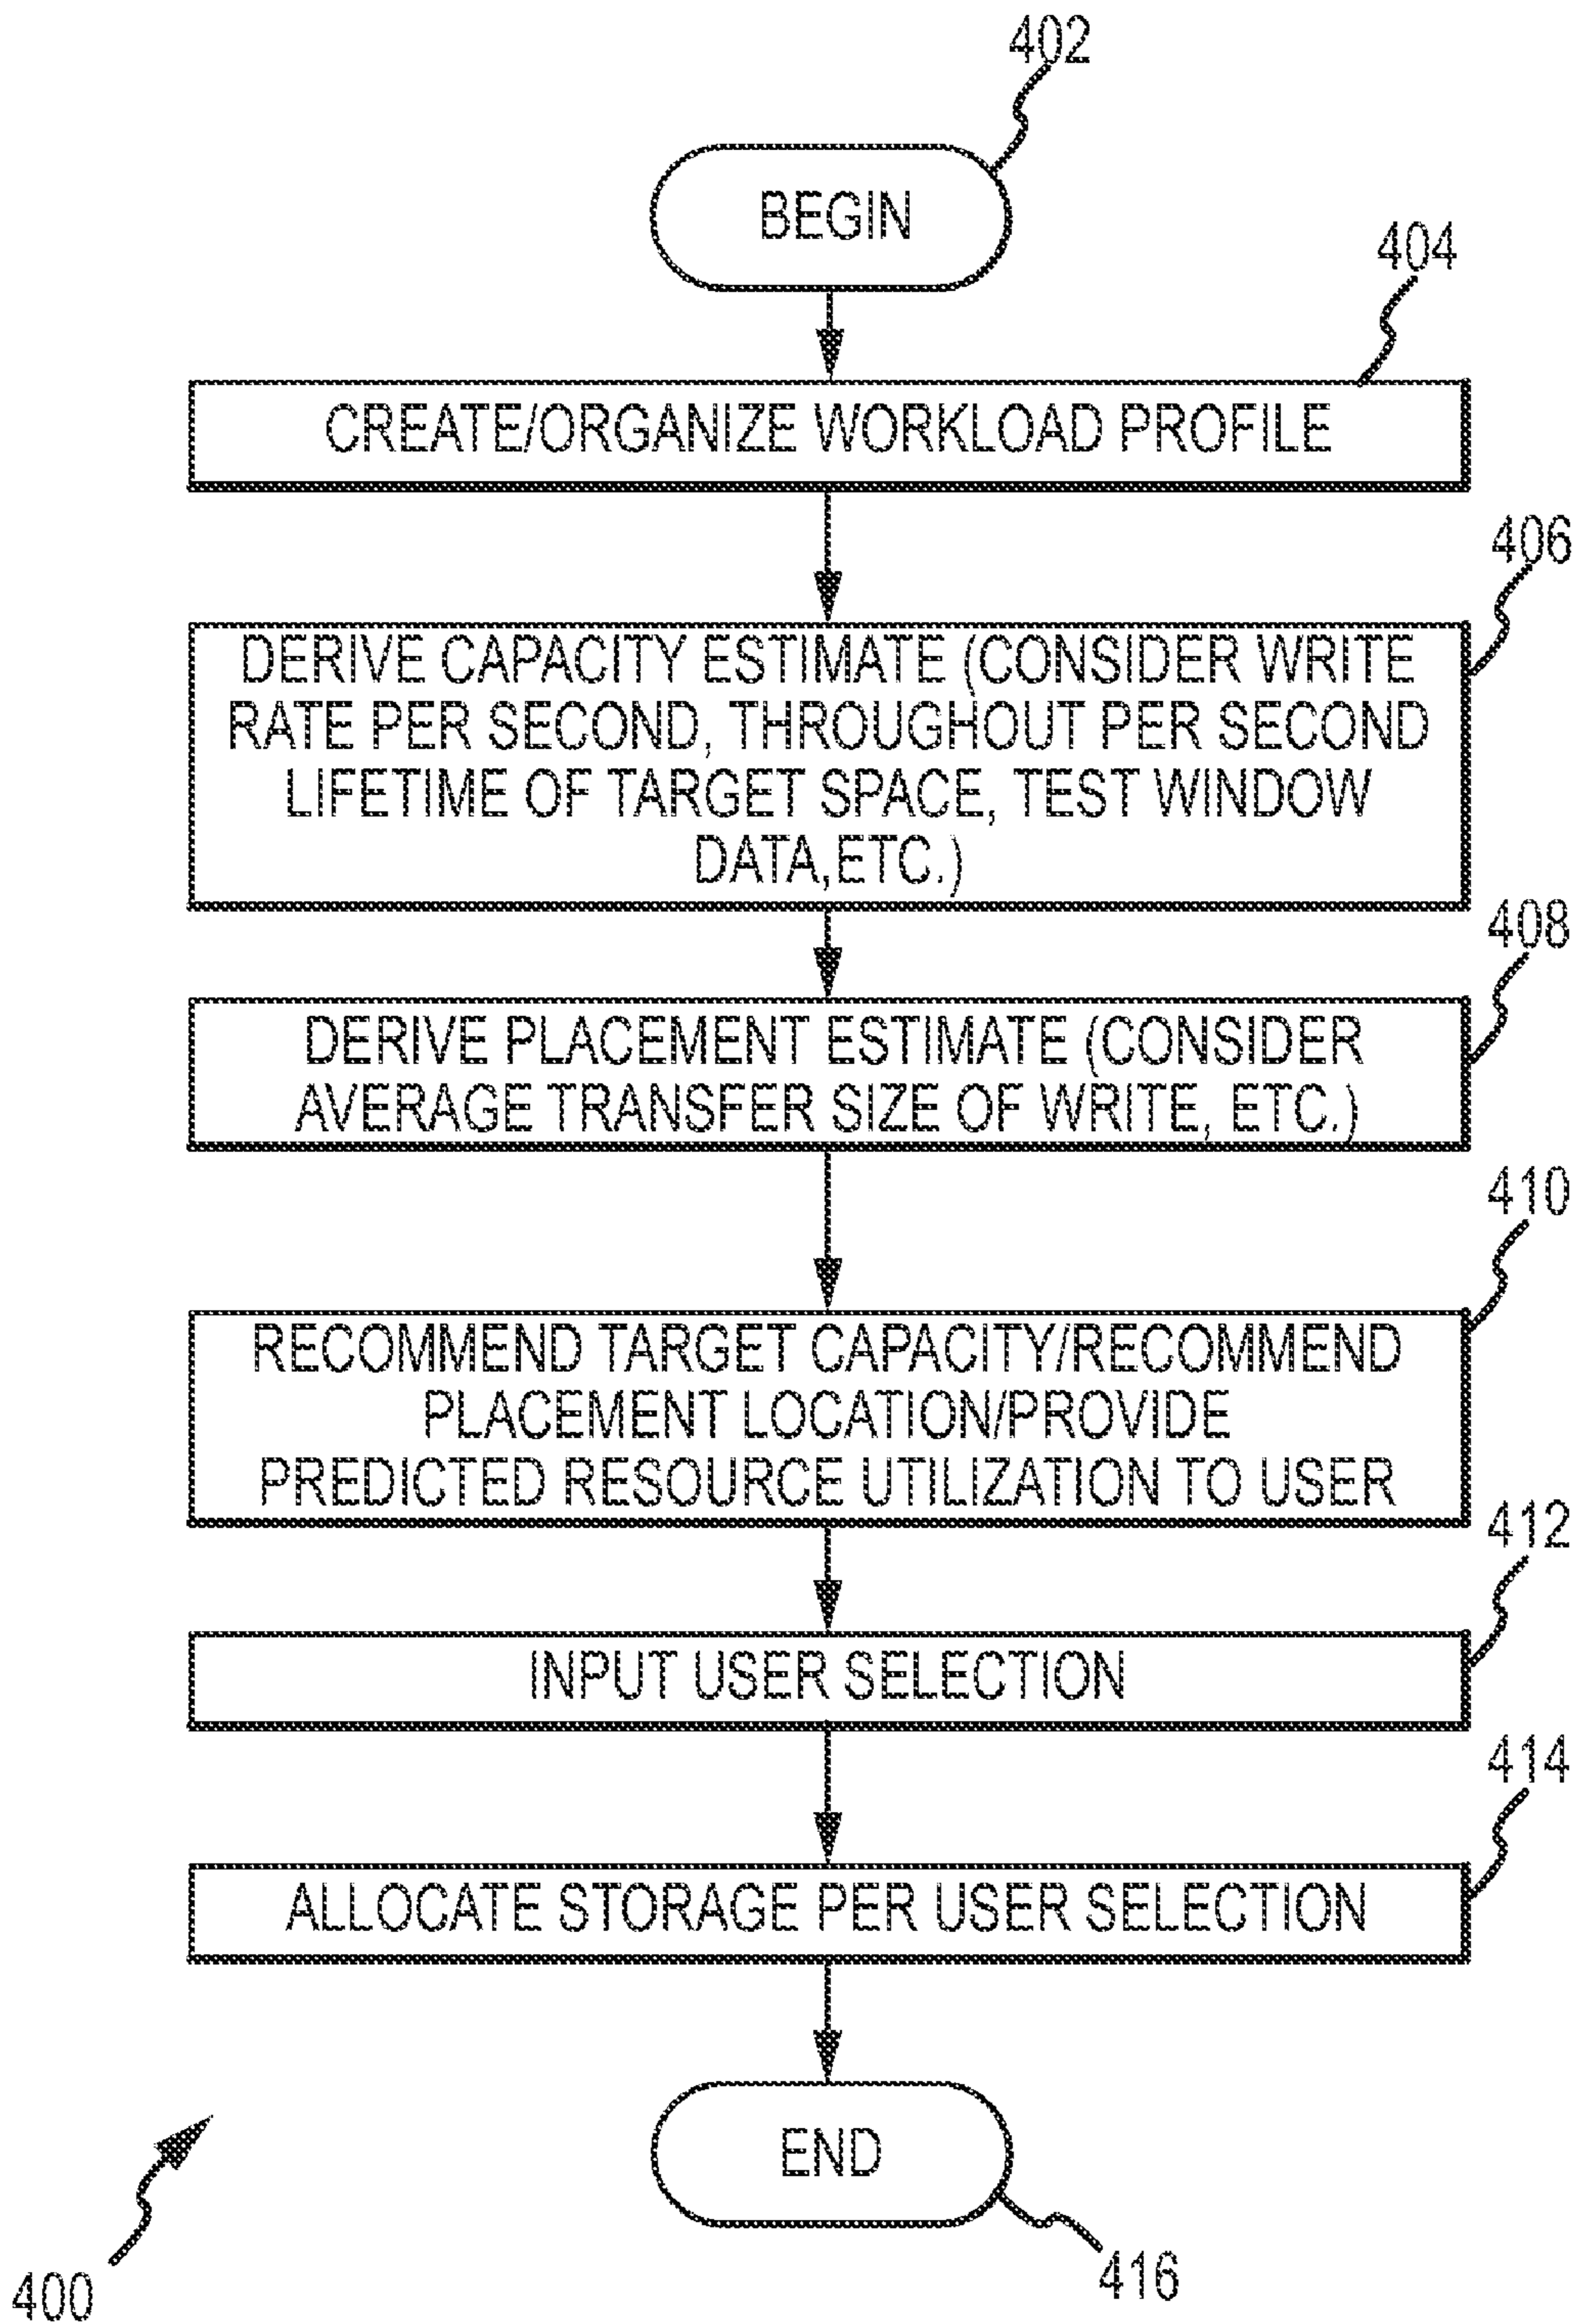 402
BEGIN
404
CREATE/ORGANIZE WORKLOAD PROFILE
406
DERIVE CAPACITY ESTIMATE (CONSIDER WRITE
RATE PER SECOND, THROUGHOUT PER SECOND
LIFETIME OF TARGET SPACE, TEST WINDOW
DATA,ETC.)
408
DERIVE PLACEMENT ESTIMATE (CONSIDER
AVERAGE TRANSFER SIZE OF WRITE, ETC.)
410
RECOMMEND TARGET CAPACITY/RECOMMEND
PLACEMENT LOCATION/PROVIDE
PREDICTED RESOURCE UTILIZATION TO USER
412
INPUT USER SELECTION
414
ALLOCATE STORAGE PER USER SELECTION
END
416
400